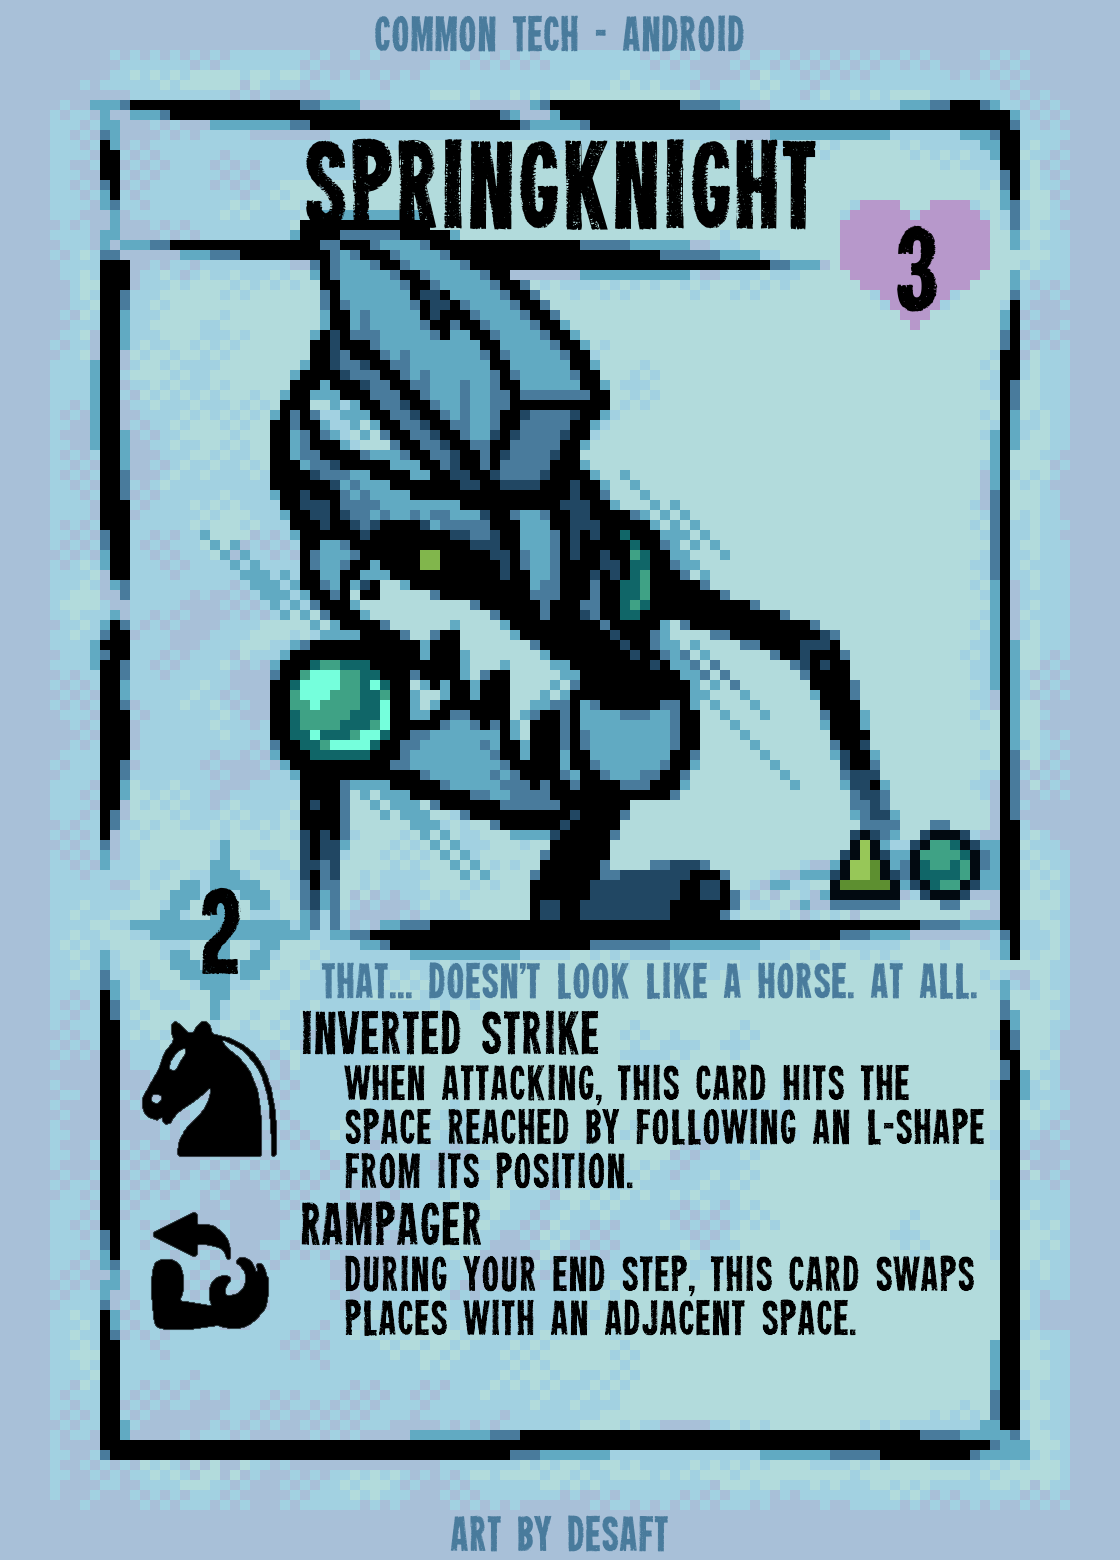 COMMON TECH - ANDROID
SPRINGKNIGHT
3
2
THAT... DOESN'T LOOK LIKE A HORSE. AT ALL.
INVERTED STRIKE
WHEN ATTACKING, THIS CARD HITS THE
SPACE REACHED BY FOLLOWING AN L-SHAPE
FROM ITS POSITION.
RAMPAGER
DURING YOUR END STEP, THIS CARD SWAPS
PLACES WITH AN ADJACENT SPACE.
ART BY DESAFT